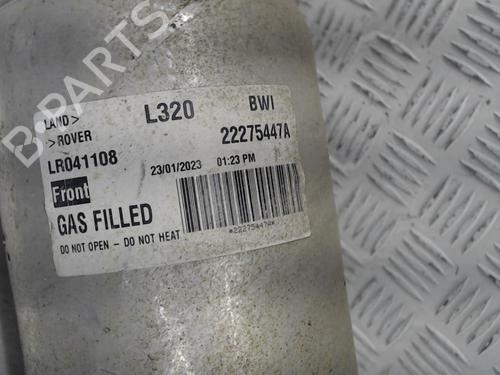 B-PARTS
LAND > L320 BWI
> ROVER 22275447A
LR041108 23/01/2023 01:23 PM
Front
GAS FILLED
DO NOT OPEN - DO NOT HEAT *22275447A*